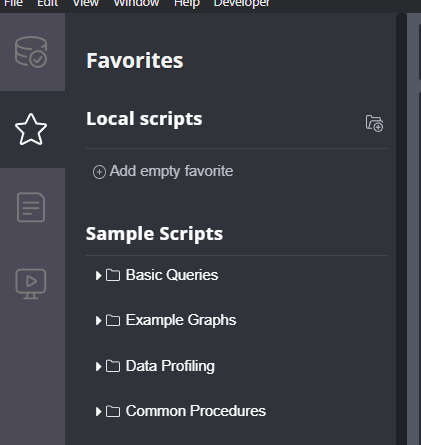 File Edit View Window Help Developer
Favorites
Local scripts
Add empty favorite
Sample Scripts
Basic Queries
Example Graphs
Data Profiling
Common Procedures